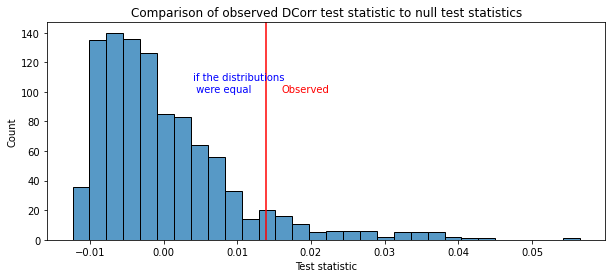 Comparison of observed DCorr test statistic to null test statistics
140
120
100
80
60
40
20
0
Count
if the distributions
were equal
Observed
−0.01 0.00 0.01 0.02 0.03 0.04 0.05
Test statistic